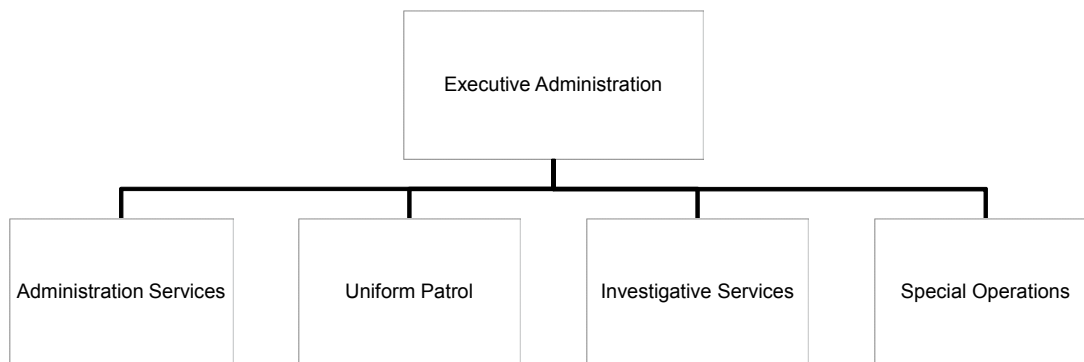 Executive Administration
Administration Services
Uniform Patrol
Investigative Services
Special Operations